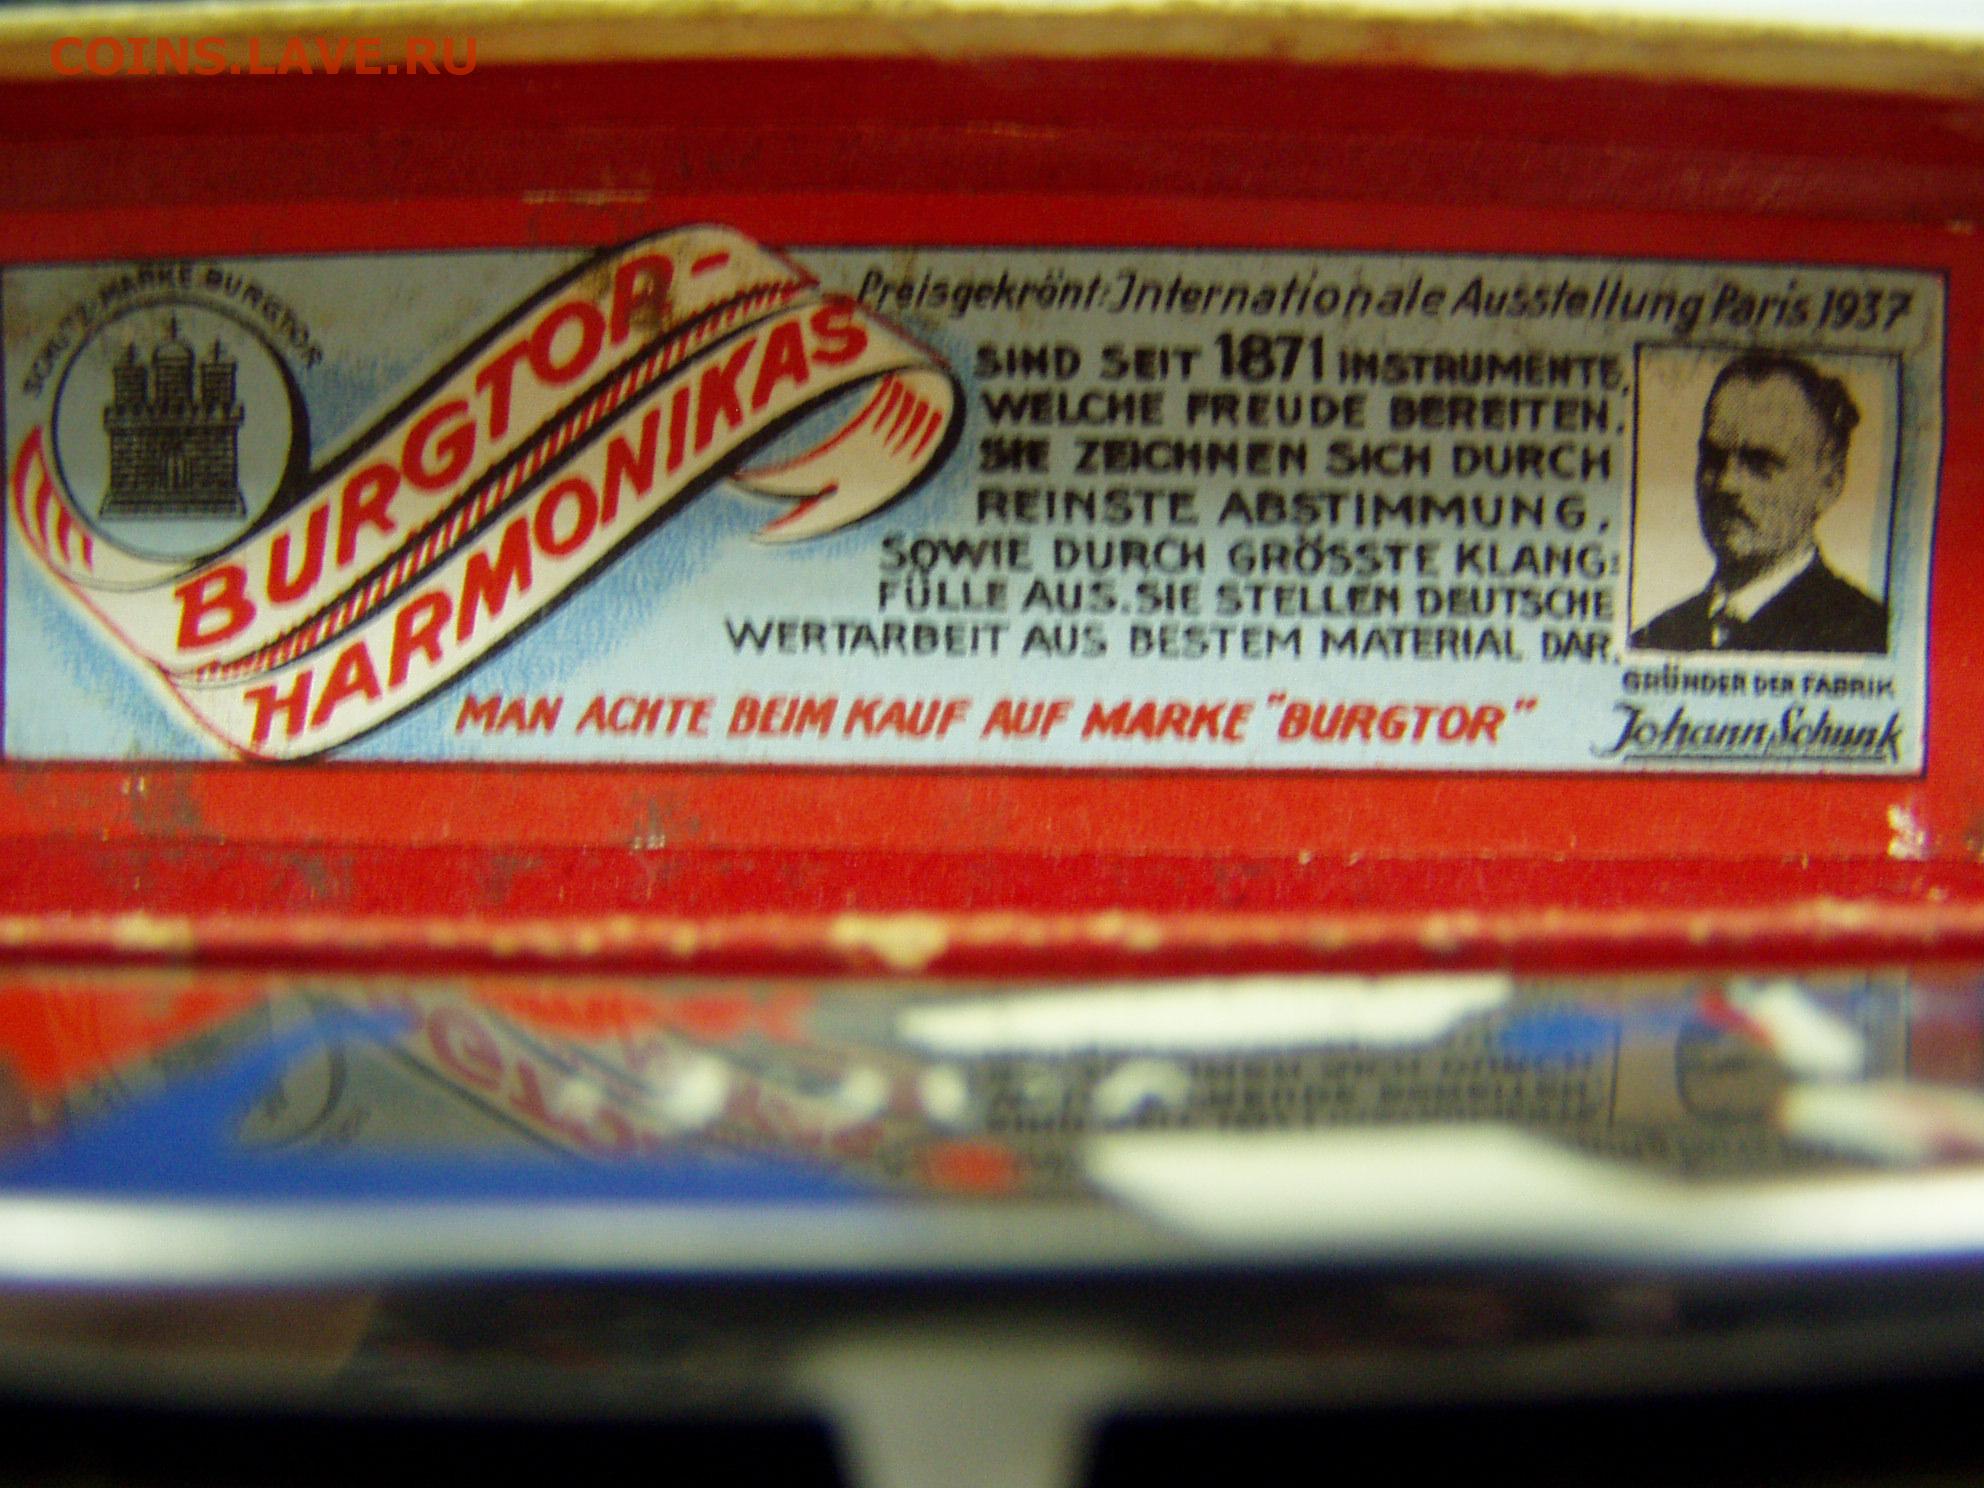 COINS.LAVE.RU
SCHUTZ-MARKE BURGTOR
BURGTOR-
HARMONIKAS
Preisgekrönt: Internationale Ausstellung Paris 1937
SIND SEIT 1871 INSTRUMENTE,
WELCHE FREUDE BEREITEN.
SIE ZEICHNEN SICH DURCH
REINSTE ABSTIMMUNG,
SOWIE DURCH GRÖSSTE KLANG:
FÜLLE AUS. SIE STELLEN DEUTSCHE
WERTARBEIT AUS BESTEM MATERIAL DAR.
MAN ACHTE BEIM KAUF AUF MARKE "BURGTOR"
GRÜNDER DER FABRIK
Johann Schunk